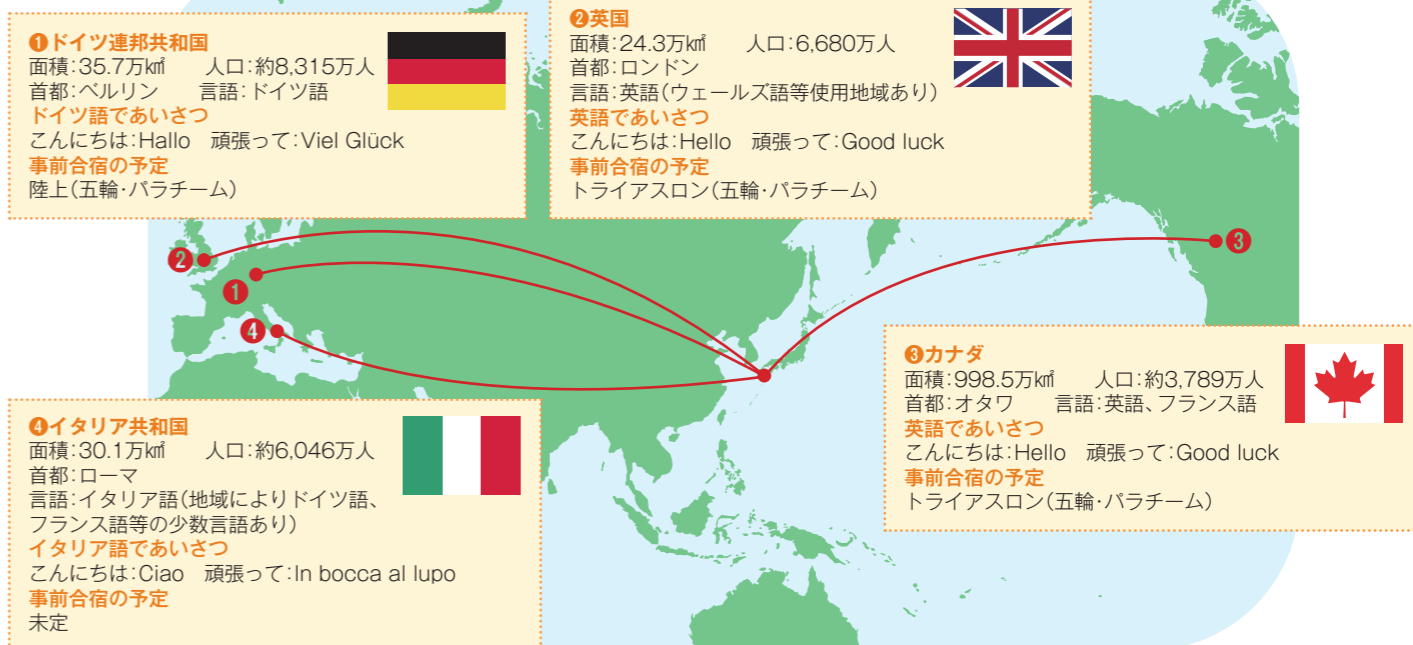 ❶ドイツ連邦共和国
面積:35.7万㎢　人口:約8,315万人
首都:ベルリン　言語:ドイツ語
ドイツ語であいさつ
こんにちは:Hallo　頑張って:Viel Glück
事前合宿の予定
陸上(五輪・パラチーム)
❷英国
面積:24.3万㎢　人口:6,680万人
首都:ロンドン
言語:英語(ウェールズ語等使用地域あり)
英語であいさつ
こんにちは:Hello　頑張って:Good luck
事前合宿の予定
トライアスロン(五輪・パラチーム)
❷
❶
❹
❸
❸カナダ
面積:998.5万㎢　人口:約3,789万人
首都:オタワ　言語:英語、フランス語
英語であいさつ
こんにちは:Hello　頑張って:Good luck
事前合宿の予定
トライアスロン(五輪・パラチーム)
❹イタリア共和国
面積:30.1万㎢　人口:約6,046万人
首都:ローマ
言語:イタリア語(地域によりドイツ語、
フランス語等の少数言語あり)
イタリア語であいさつ
こんにちは:Ciao　頑張って:In bocca al lupo
事前合宿の予定
未定